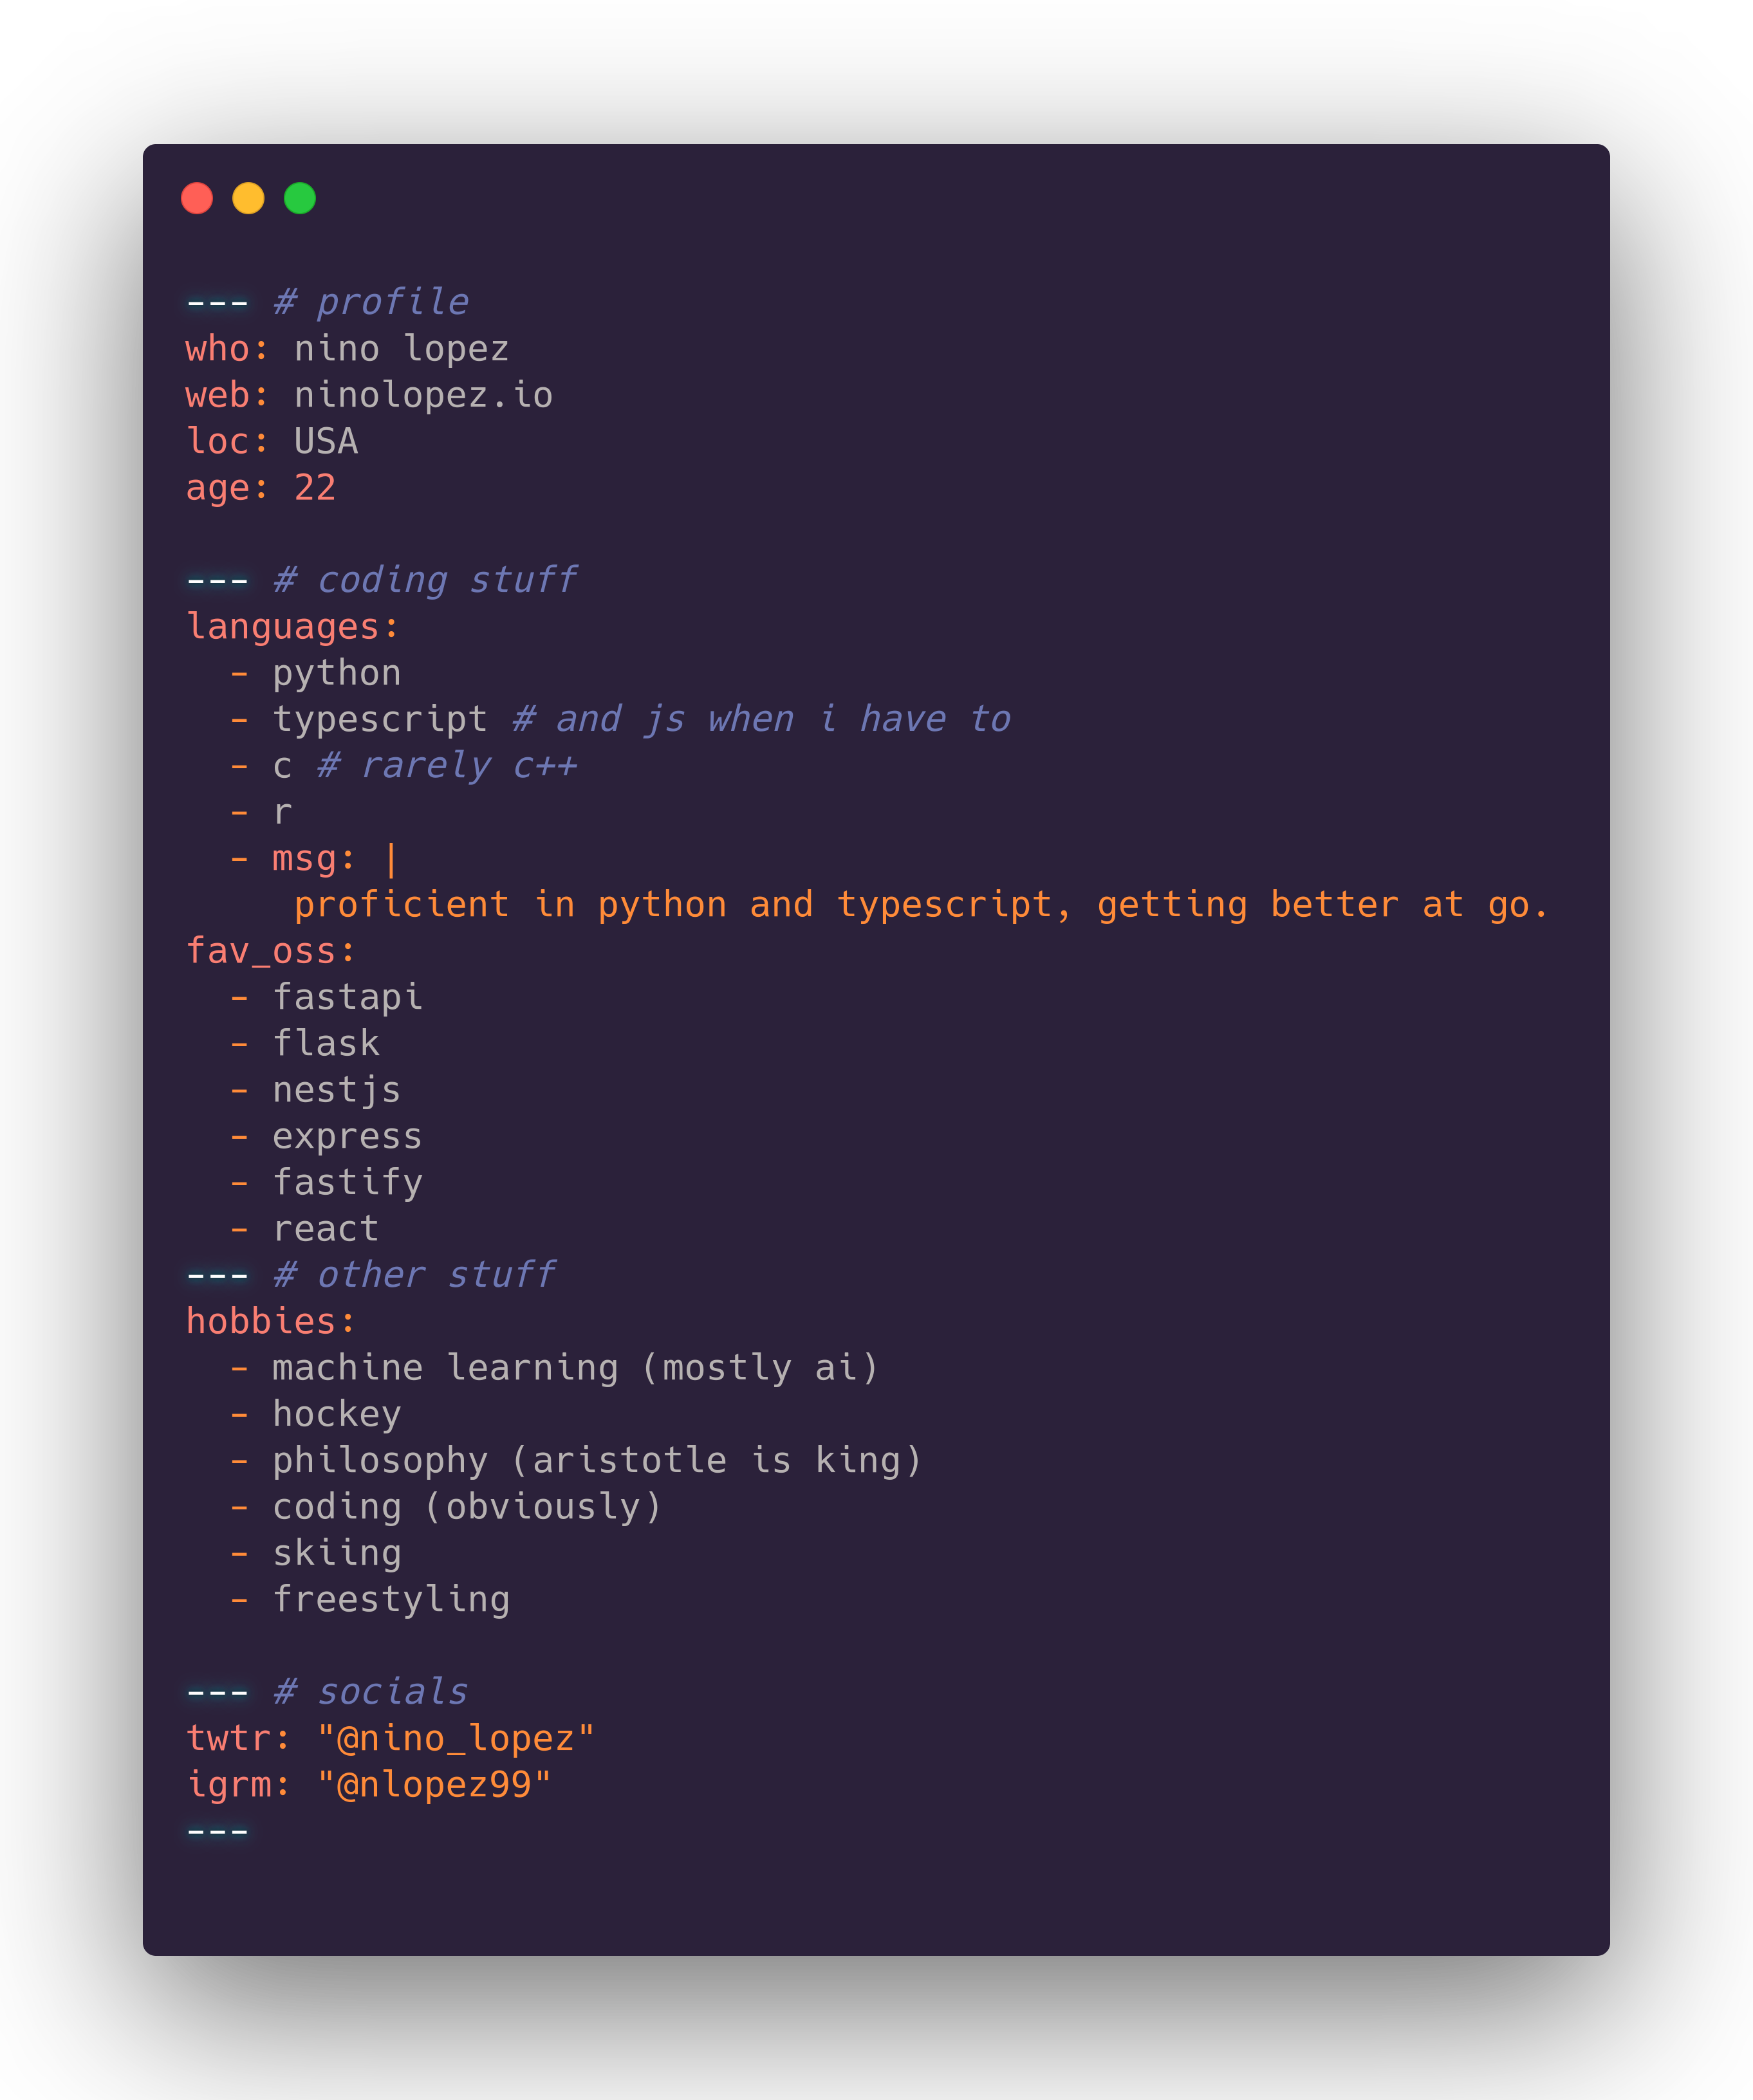 --- # profile
who: nino lopez
web: ninolopez.io
loc: USA
age: 22

--- # coding stuff
languages:
  - python
  - typescript # and js when i have to
  - c # rarely c++
  - r
  - msg: |
     proficient in python and typescript, getting better at go.
fav_oss:
  - fastapi
  - flask
  - nestjs
  - express
  - fastify
  - react
--- # other stuff
hobbies:
  - machine learning (mostly ai)
  - hockey
  - philosophy (aristotle is king)
  - coding (obviously)
  - skiing
  - freestyling

--- # socials
twtr: "@nino_lopez"
igrm: "@nlopez99"
---